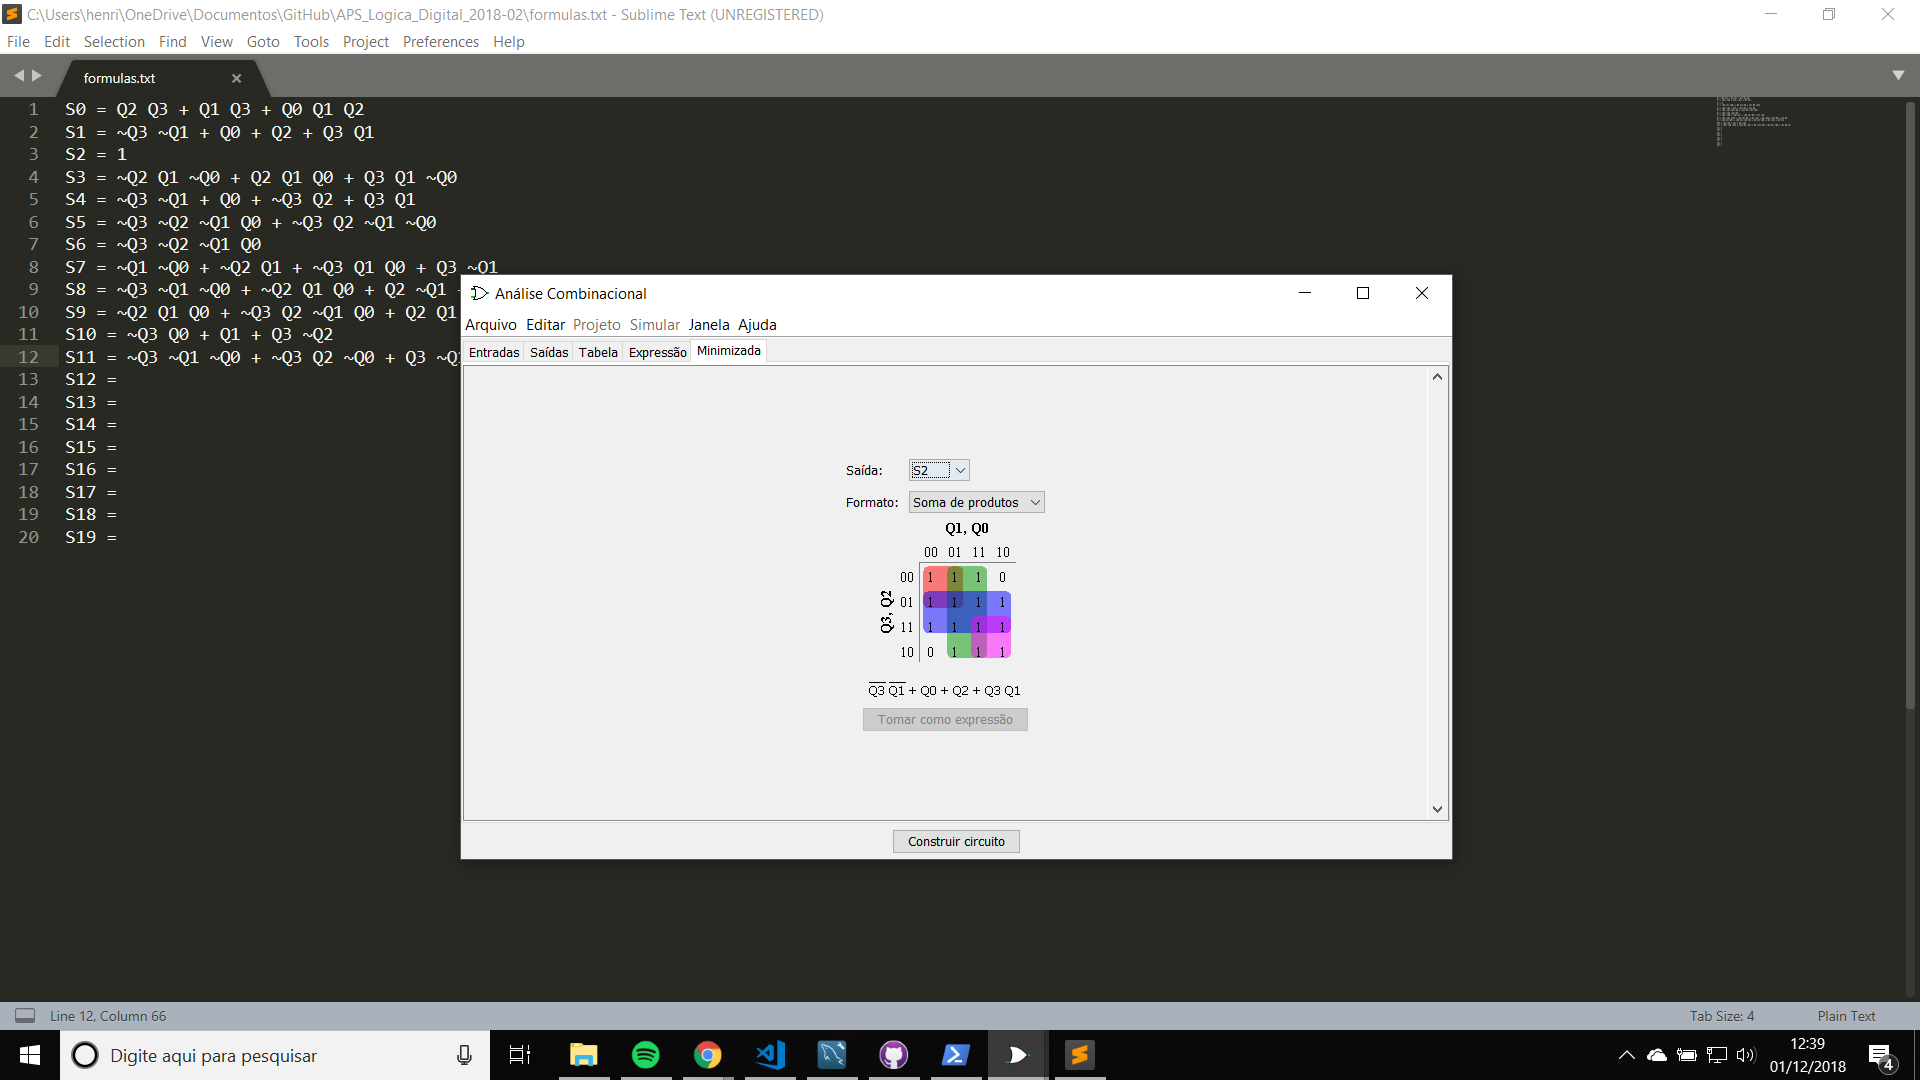 C:\Users\henri\OneDrive\Documentos\GitHub\APS_Logica_Digital_2018-02\formulas.txt - Sublime Text (UNREGISTERED)
File Edit Selection Find View Goto Tools Project Preferences Help
formulas.txt
1 S0 = Q2 Q3 + Q1 Q3 + Q0 Q1 Q2
2 S1 = ~Q3 ~Q1 + Q0 + Q2 + Q3 Q1
3 S2 = 1
4 S3 = ~Q2 Q1 ~Q0 + Q2 Q1 Q0 + Q3 Q1 ~Q0
5 S4 = ~Q3 ~Q1 + Q0 + ~Q3 Q2 + Q3 Q1
6 S5 = ~Q3 ~Q2 ~Q1 Q0 + ~Q3 Q2 ~Q1 ~Q0
7 S6 = ~Q3 ~Q2 ~Q1 Q0
8 S7 = ~Q1 ~Q0 + ~Q2 Q1 + ~Q3 Q1 Q0 + Q3 ~Q1
9 S8 = ~Q3 ~Q1 ~Q0 + ~Q2 Q1 Q0 + Q2 ~Q1
10 S9 = ~Q2 Q1 Q0 + ~Q3 Q2 ~Q1 Q0 + Q2 Q1
11 S10 = ~Q3 Q0 + Q1 + Q3 ~Q2
12 S11 = ~Q3 ~Q1 ~Q0 + ~Q3 Q2 ~Q0 + Q3 ~Q1
13 S12 =
14 S13 =
15 S14 =
16 S15 =
17 S16 =
18 S17 =
19 S18 =
20 S19 =
Análise Combinacional
Arquivo Editar Projeto Simular Janela Ajuda
Entradas Saídas Tabela Expressão Minimizada
Saída: S2
Formato: Soma de produtos
Q1, Q0
00 01 11 10
Q3, Q2
00 1 1 1 0
01 1 1 1 1
11 1 1 1 1
10 0 1 1 1
Q̅3̅ Q̅1̅ + Q0 + Q2 + Q3 Q1
Tomar como expressão
Construir circuito
Line 12, Column 66
Tab Size: 4
Plain Text
Digite aqui para pesquisar
12:39
01/12/2018
4